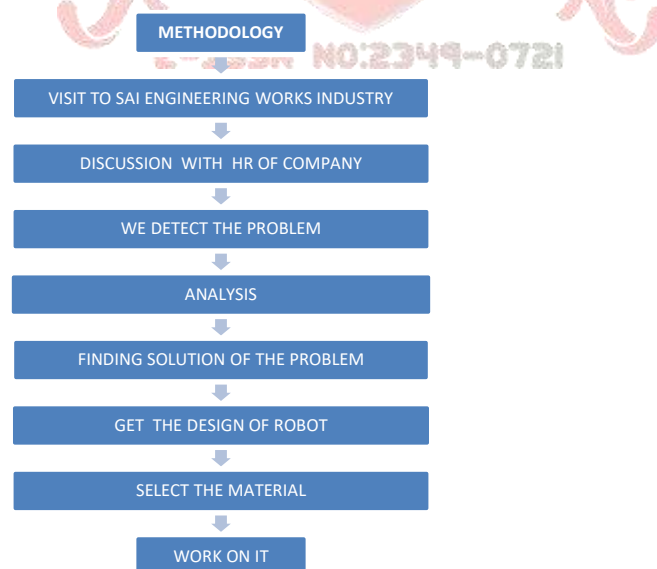 METHODOLOGY
E-ISSN NO:2349-0721
VISIT TO SAI ENGINEERING WORKS INDUSTRY
DISCUSSION WITH HR OF COMPANY
WE DETECT THE PROBLEM
ANALYSIS
FINDING SOLUTION OF THE PROBLEM
GET THE DESIGN OF ROBOT
SELECT THE MATERIAL
WORK ON IT